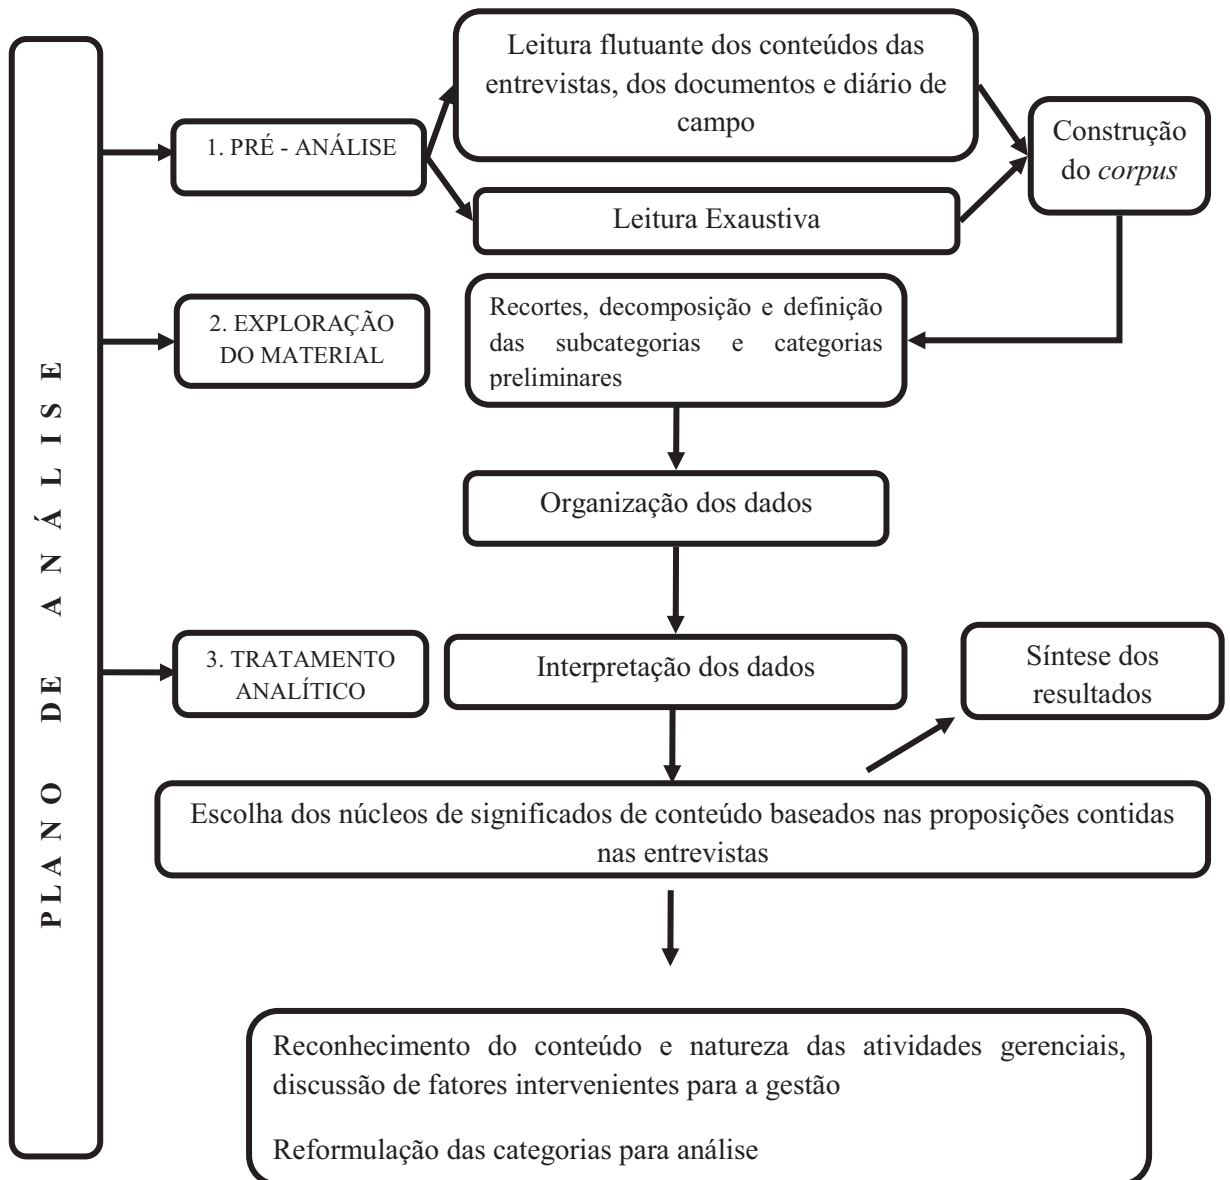 PLANO DE ANÁLISE
1. PRÉ - ANÁLISE
Leitura flutuante dos conteúdos das
entrevistas, dos documentos e diário de
campo
Leitura Exaustiva
Construção
do corpus
2. EXPLORAÇÃO
DO MATERIAL
Recortes, decomposição e definição
das subcategorias e categorias
preliminares
Organização dos dados
3. TRATAMENTO
ANALÍTICO
Interpretação dos dados
Síntese dos
resultados
Escolha dos núcleos de significados de conteúdo baseados nas proposições contidas
nas entrevistas
Reconhecimento do conteúdo e natureza das atividades gerenciais,
discussão de fatores intervenientes para a gestão
Reformulação das categorias para análise